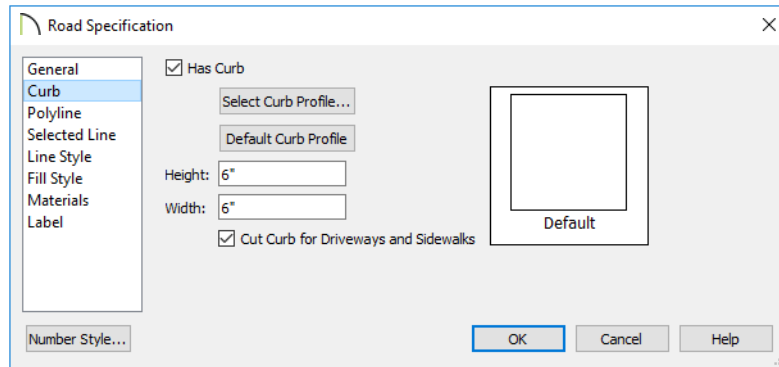 Road Specification
General
Curb
Polyline
Selected Line
Line Style
Fill Style
Materials
Label
Has Curb
Select Curb Profile...
Default Curb Profile
Height: 6"
Width: 6"
Cut Curb for Driveways and Sidewalks
Default
Number Style...
OK
Cancel
Help